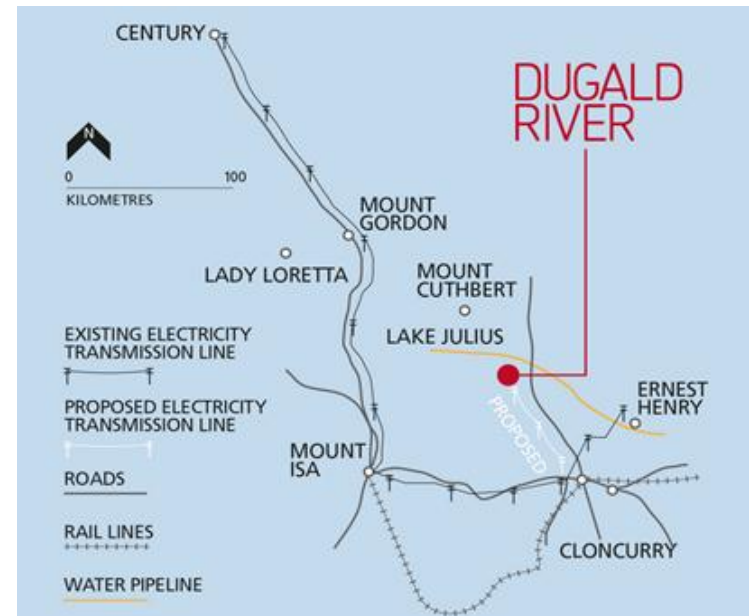 CENTURY
DUGALD
RIVER
N
0 100
KILOMETRES
MOUNT
GORDON
LADY LORETTA
MOUNT
CUTHBERT
LAKE JULIUS
EXISTING ELECTRICITY
TRANSMISSION LINE
PROPOSED ELECTRICITY
TRANSMISSION LINE
ERNEST
HENRY
PROPOSED
MOUNT
ISA
ROADS
RAIL LINES
CLONCURRY
WATER PIPELINE